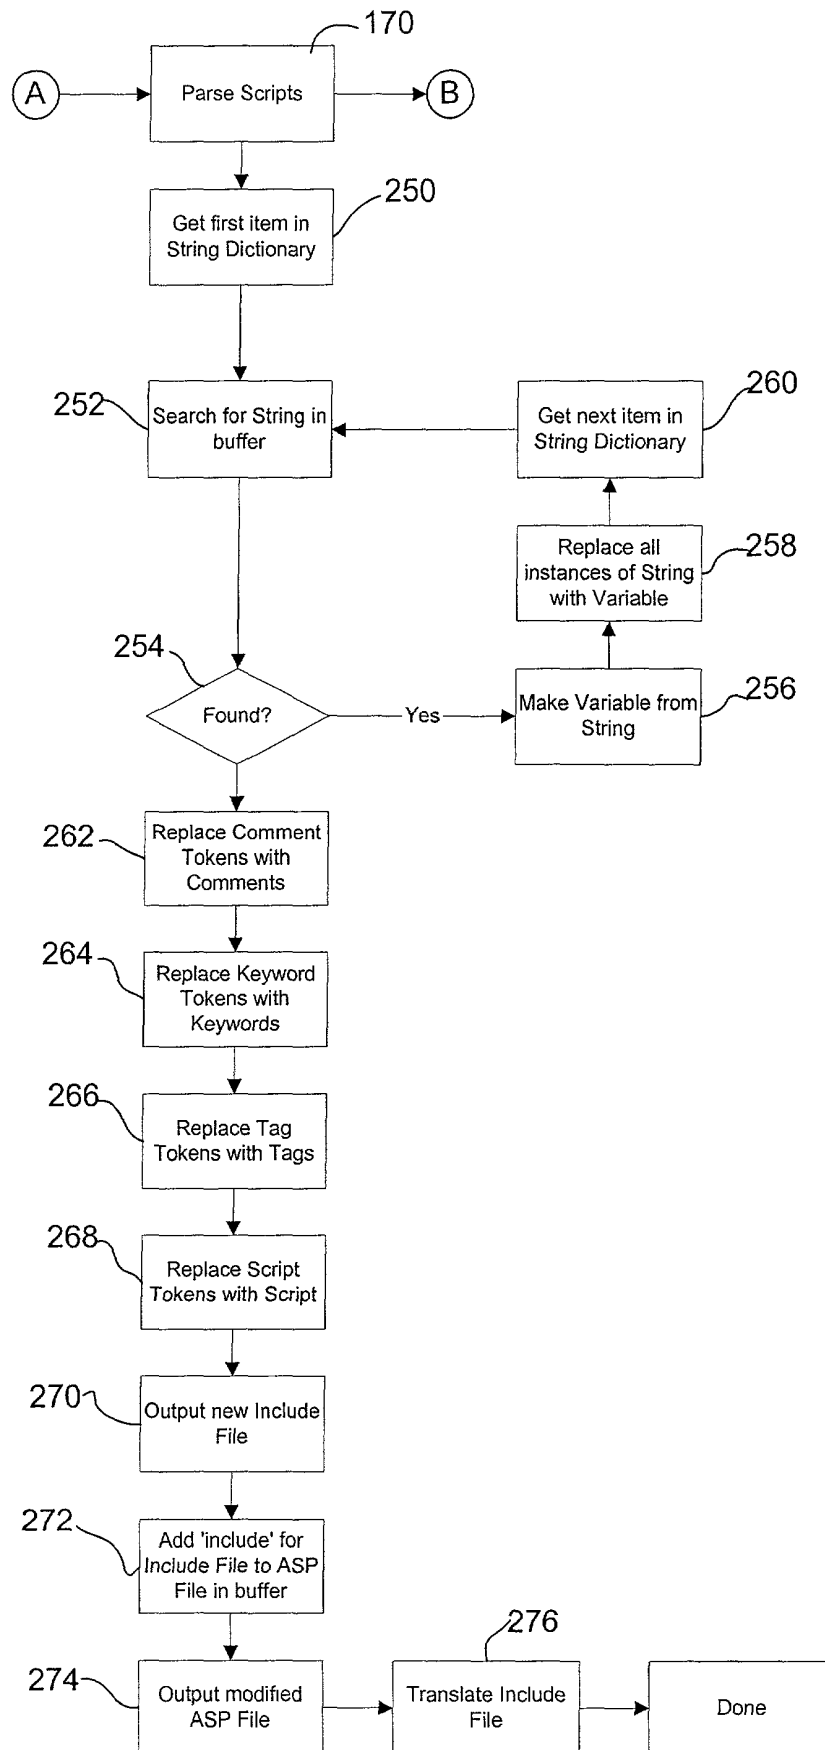 170
A
Parse Scripts
B
250
Get first item in
String Dictionary
252
Search for String in
buffer
260
Get next item in
String Dictionary
258
Replace all
instances of String
with Variable
254
Found?
Yes
256
Make Variable from
String
262
Replace Comment
Tokens with
Comments
264
Replace Keyword
Tokens with
Keywords
266
Replace Tag
Tokens with Tags
268
Replace Script
Tokens with Script
270
Output new Include
File
272
Add 'include' for
Include File to ASP
File in buffer
274
Output modified
ASP File
276
Translate Include
File
Done